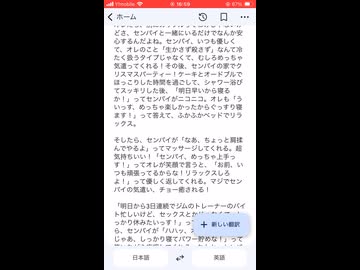 Y!mobile 16:59
ホーム
どさ、センパイと一緒にいるだけでなんか安
心するんだよね。センパイ、いつも優しく
て、オレのこと「生かさず殺さず」なんて冷
たく扱うタイプじゃなくて、むしろめっちゃ
気遣ってくれる！その後、センパイの家でク
リスマスパーティー！ケーキとオードブルで
ほっこりした時間を過ごして、シャワー浴び
てスッキリした後、「明日早いから寝る
か！」ってセンパイがニコニコ。オレも「う
いっす、めっちゃ楽しかったからぐっすり寝
ます！」って答えて、ふかふかベッドでリラ
ックス。
そしたら、センパイが「なあ、ちょっと肩揉
んでやるよ」ってマッサージしてくれる。超
気持ちいい！「センパイ、めっちゃ上手っ
す！」ってオレが笑顔で言うと、「お前、い
つも頑張ってるからな！リラックスしろ
よ！」って優しく返してくれる。マジでセン
パイの気遣い、チョー癒される！
「明日から3日連続でジムのトレーナーのバイ
ト忙しいけど、セックスと
っかり休みたいっす！」
ら、センパイが「ハハッ、
じゃあ、しっかり寝てパワー貯めな！」って
+ 新しい翻訳
日本語
英語